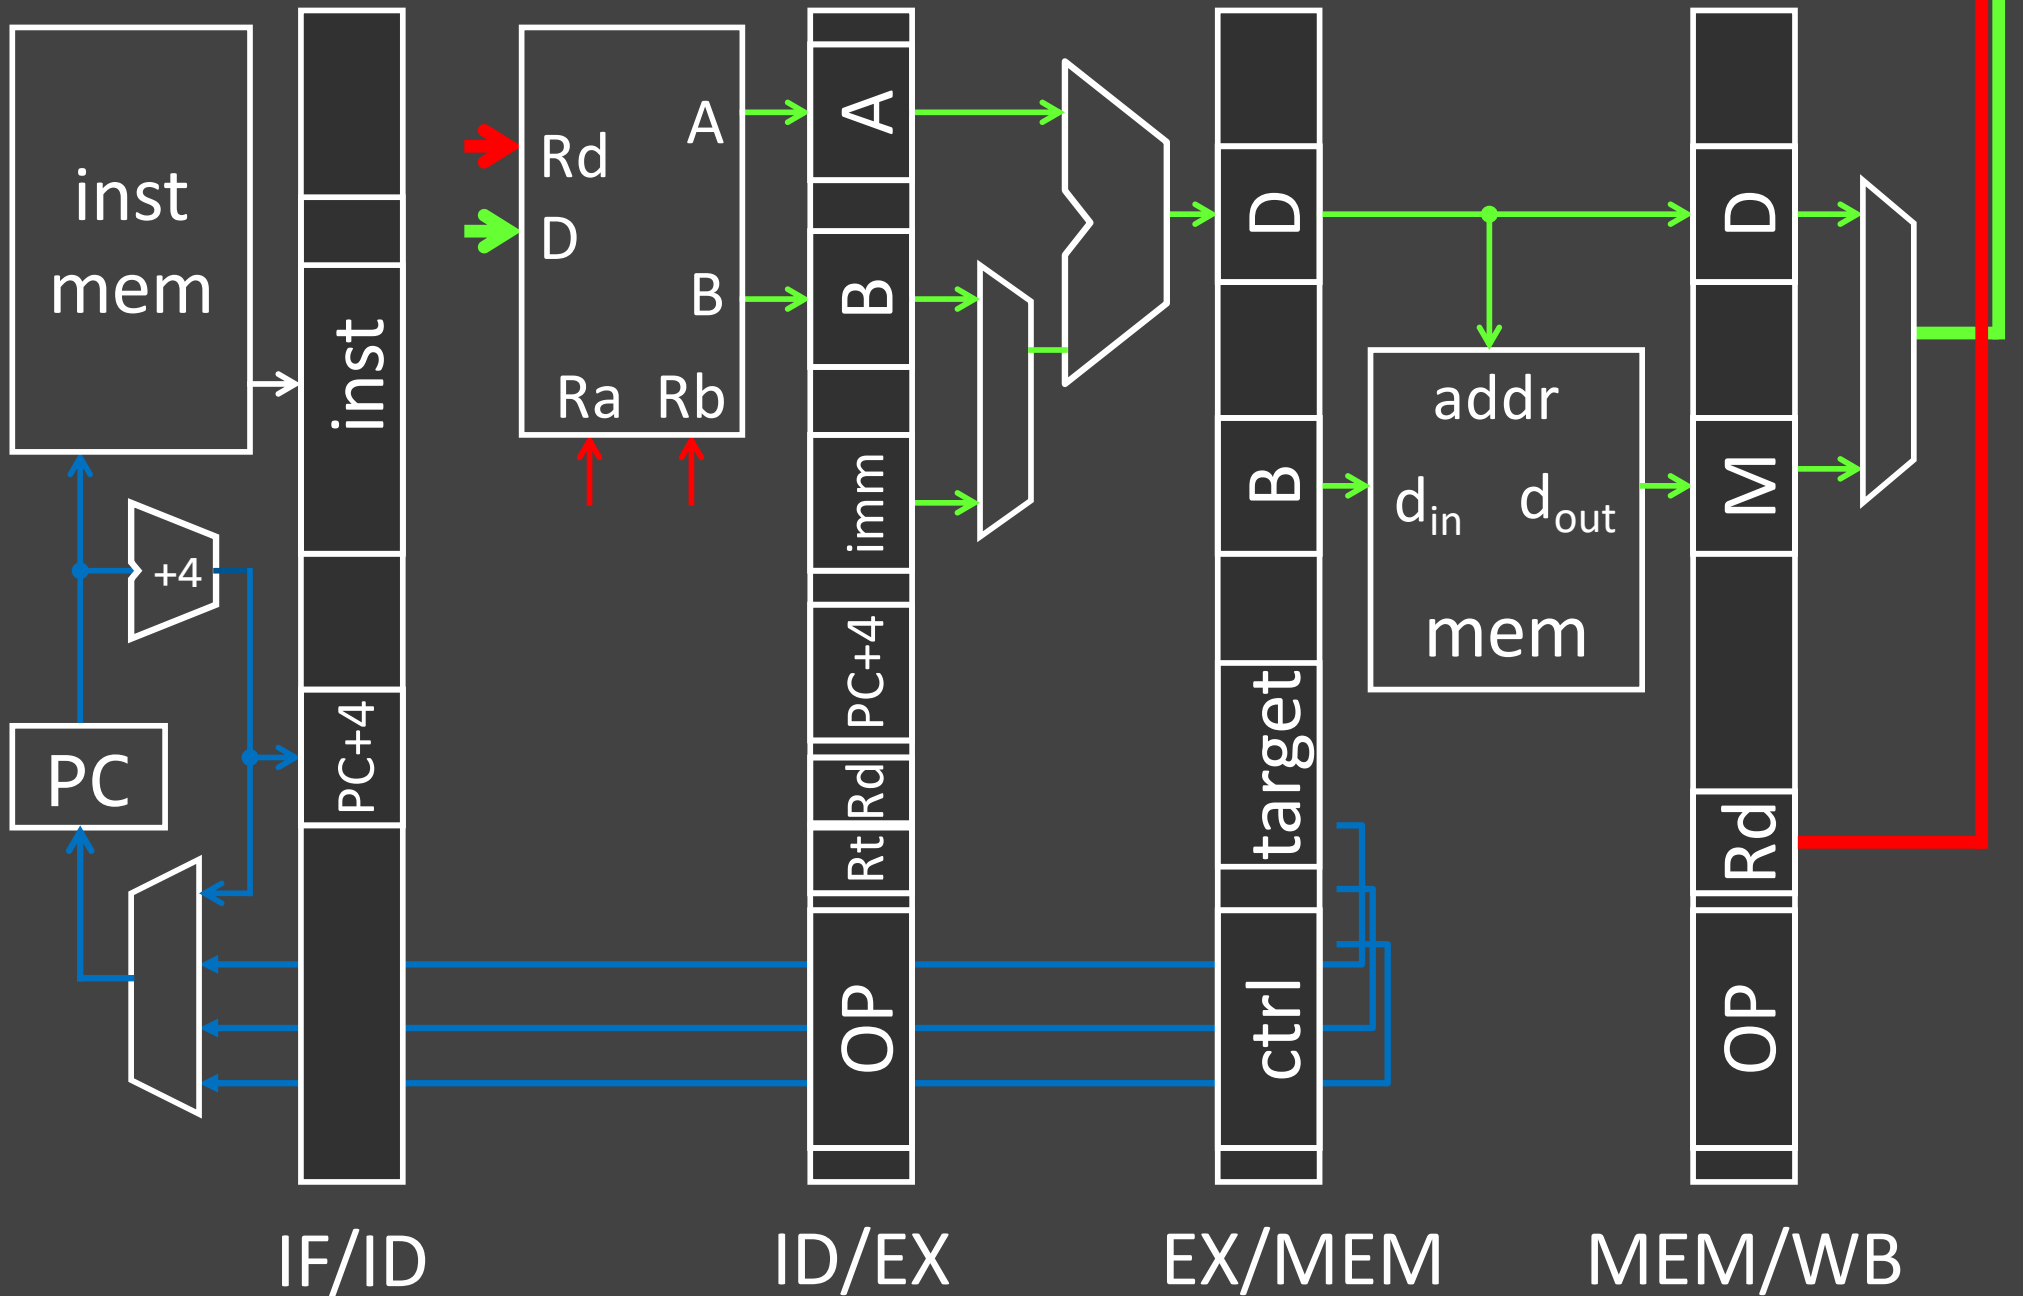 inst
mem
+4
PC
inst
PC+4
Rd
D
A
B
Ra Rb
A
B
imm
PC+4
Rd
Rt
OP
D
B
target
ctrl
addr
din dout
mem
D
M
Rd
OP
IF/ID
ID/EX
EX/MEM
MEM/WB